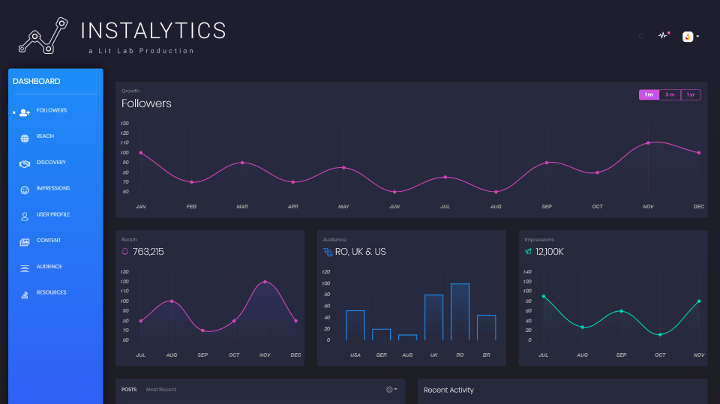 INSTALYTICS
a Lit Lab Production
DASHBOARD
FOLLOWERS
REACH
DISCOVERY
IMPRESSIONS
USER PROFILE
CONTENT
AUDIENCE
RESOURCES
Growth
Followers
1 m 3 m 1 yr
120
120
110
100
90
80
70
60
JAN FEB MAR APR MAY JUN JUL AUG SEP OCT NOV DEC
Reach
763,215
120
120
110
100
90
80
70
60
JUL AUG SEP OCT NOV DEC
Audience
RO, UK & US
120
100
80
60
40
20
0
USA GER AUS UK RO BR
Impressions
12,100K
140
120
100
80
60
40
20
0
JUL AUG SEP OCT NOV
POSTS Most Recent
Recent Activity